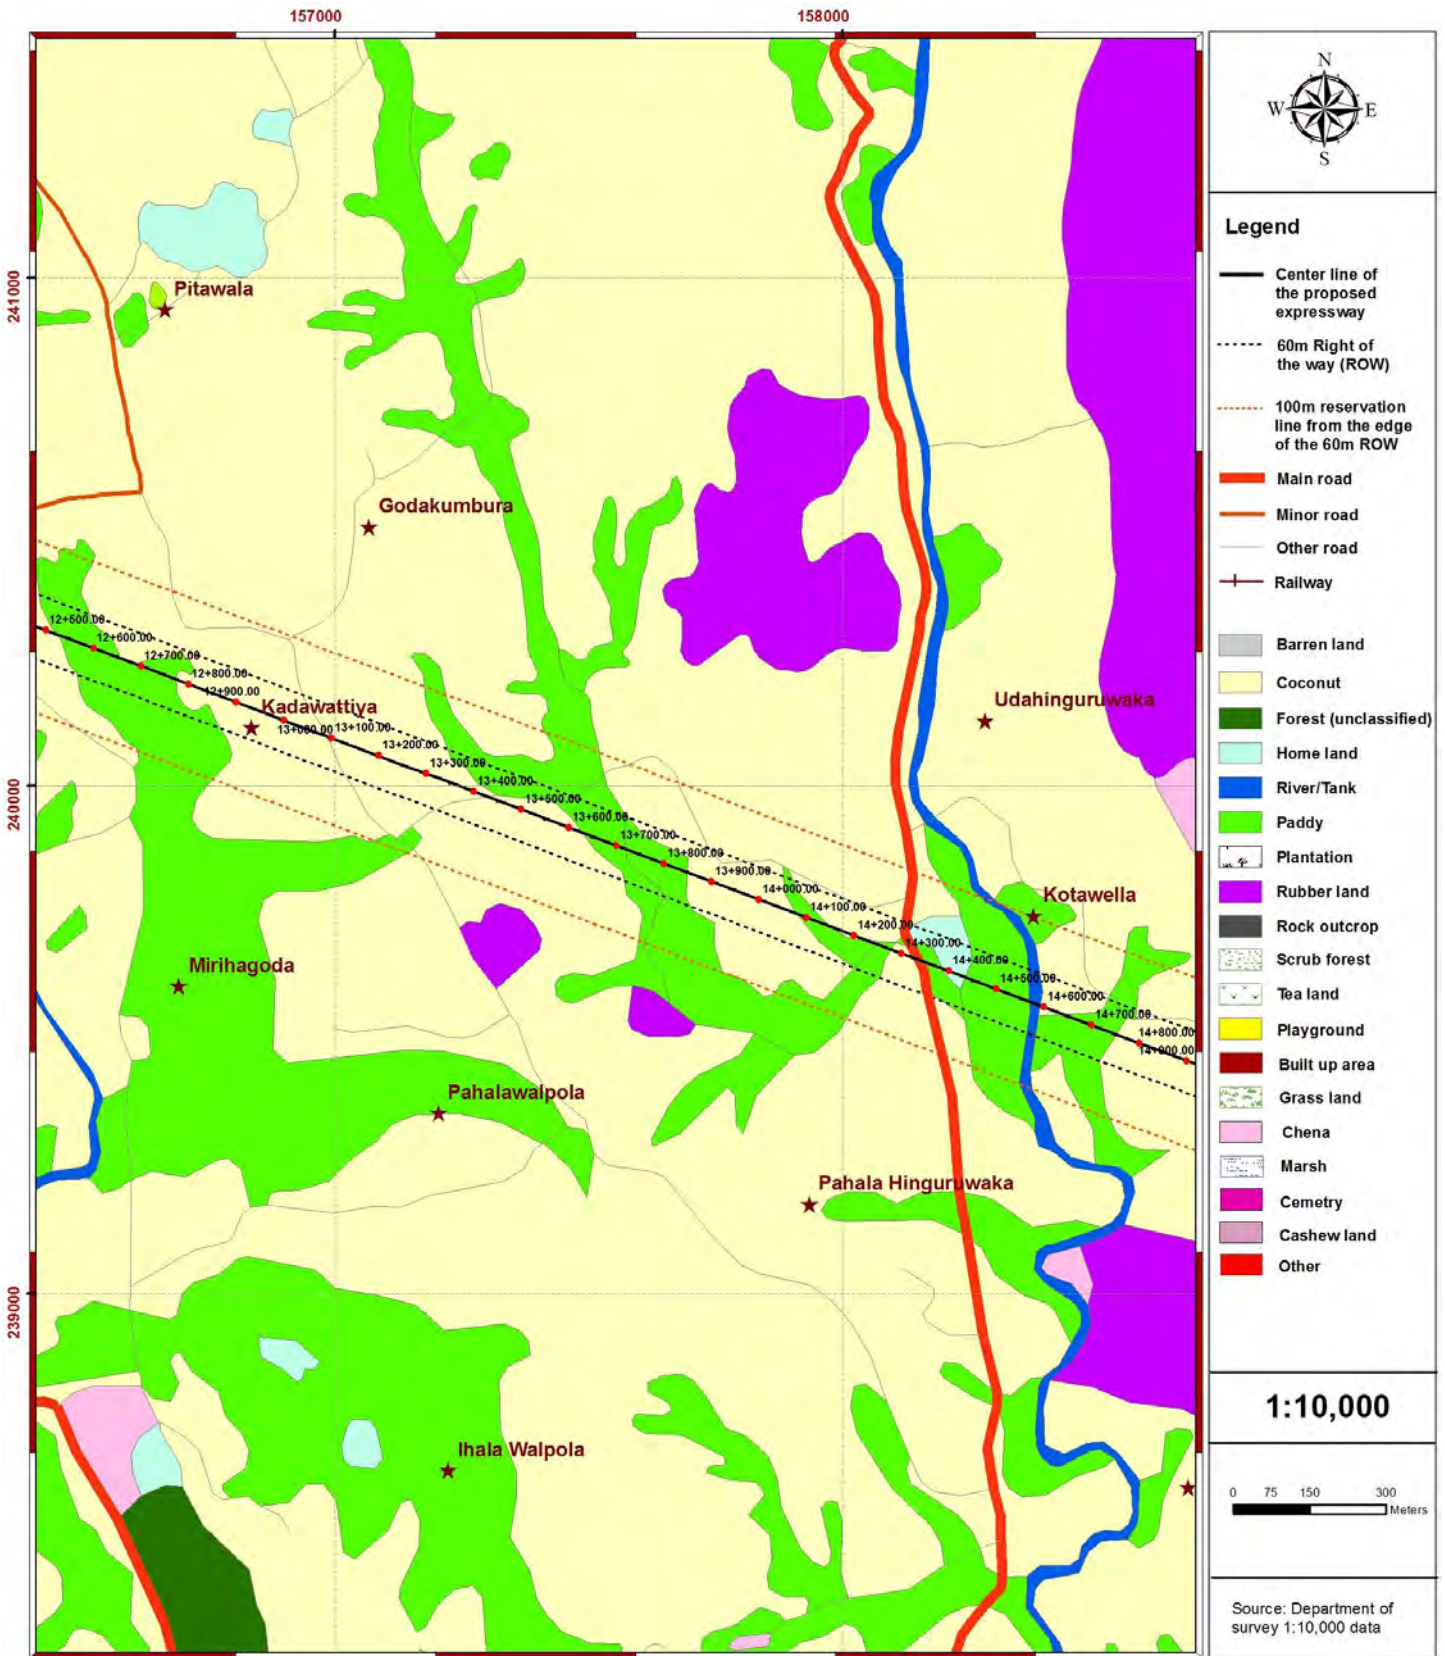 157000
158000
241000
240000
239000
Pitawala
Godakumbura
12+500.00
12+600.00
12+700.00
12+800.00
12+900.00
Kadawattiya
13+000.00
13+100.00
13+200.00
13+300.00
13+400.00
13+500.00
13+600.00
13+700.00
13+800.00
13+900.00
14+000.00
14+100.00
14+200.00
14+300.00
14+400.00
14+500.00
14+600.00
14+700.00
14+800.00
14+900.00
Udahinguruwaka
Kotawella
Mirihagoda
Pahalawalpola
Pahala Hinguruwaka
Ihala Walpola
N
W
E
S
Legend
Center line of
the proposed
expressway
60m Right of
the way (ROW)
100m reservation
line from the edge
of the 60m ROW
Main road
Minor road
Other road
Railway
Barren land
Coconut
Forest (unclassified)
Home land
River/Tank
Paddy
Plantation
Rubber land
Rock outcrop
Scrub forest
Tea land
Playground
Built up area
Grass land
Chena
Marsh
Cemetry
Cashew land
Other
1:10,000
0 75 150 300
Meters
Source: Department of
survey 1:10,000 data